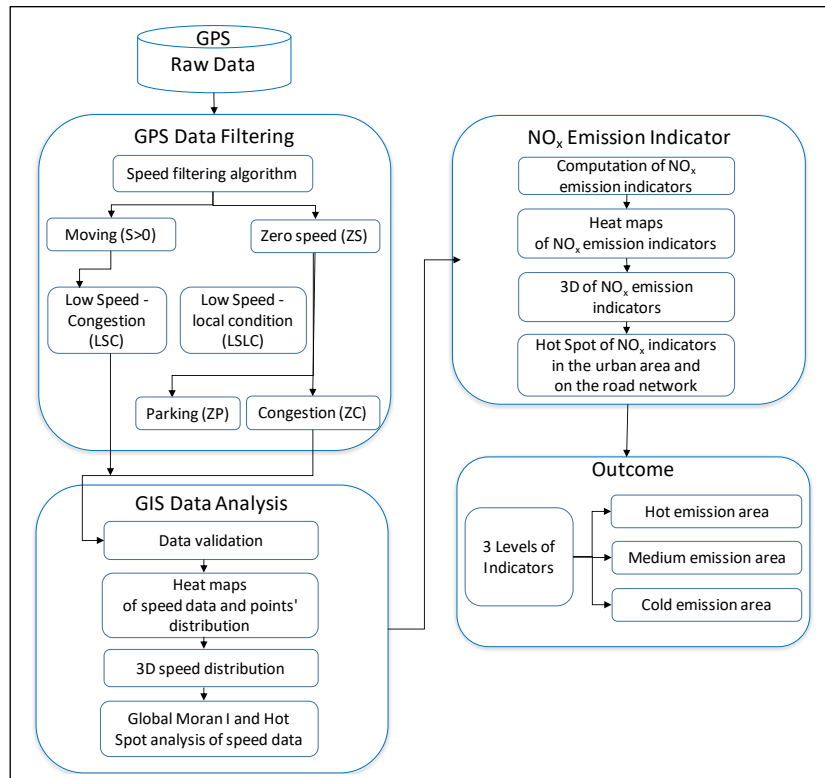 GPS
Raw Data
GPS Data Filtering
Speed filtering algorithm
Moving (S>0)
Zero speed (ZS)
Low Speed -
Congestion
(LSC)
Low Speed -
local condition
(LSLC)
Parking (ZP)
Congestion (ZC)
GIS Data Analysis
Data validation
Heat maps
of speed data and points'
distribution
3D speed distribution
Global Moran I and Hot
Spot analysis of speed data
NOₓ Emission Indicator
Computation of NOₓ
emission indicators
Heat maps
of NOₓ emission indicators
3D of NOₓ emission
indicators
Hot Spot of NOₓ indicators
in the urban area and
on the road network
Outcome
3 Levels of
Indicators
Hot emission area
Medium emission area
Cold emission area